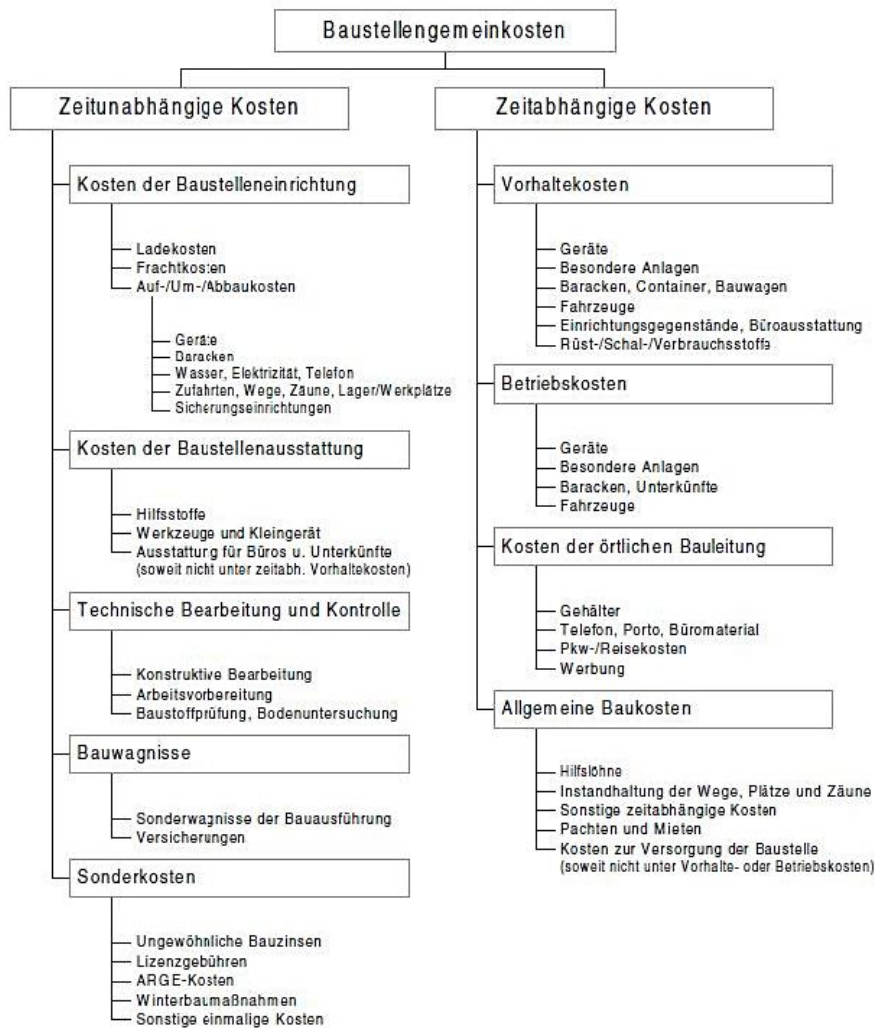 Baustellengemeinkosten
Zeitunabhängige Kosten
Kosten der Baustelleneinrichtung
Ladekosten
Frachtkosten
Auf-/Um-/Abbaukosten
Geräte
Baracken
Wasser, Elektrizität, Telefon
Zufahrten, Wege, Zäune, Lager/Werkplätze
Sicherungseinrichtungen
Kosten der Baustellenausstattung
Hilfsstoffe
Werkzeuge und Kleingerät
Ausstattung für Büros u. Unterkünfte
(soweit nicht unter zeitabh. Vorhaltekosten)
Technische Bearbeitung und Kontrolle
Konstruktive Bearbeitung
Arbeitsvorbereitung
Baustoffprüfung, Bodenuntersuchung
Bauwagnisse
Sonderwagnisse der Bauausführung
Versicherungen
Sonderkosten
Ungewöhnliche Bauzinsen
Lizenzgebühren
ARGE-Kosten
Winterbaumaßnahmen
Sonstige einmalige Kosten
Zeitabhängige Kosten
Vorhaltekosten
Geräte
Besondere Anlagen
Baracken, Container, Bauwagen
Fahrzeuge
Einrichtungsgegenstände, Büroausstattung
Rüst-/Schal-/Verbrauchsstoffe
Betriebskosten
Geräte
Besondere Anlagen
Baracken, Unterkünfte
Fahrzeuge
Kosten der örtlichen Bauleitung
Gehälter
Telefon, Porto, Büromaterial
Pkw-/Reisekosten
Werbung
Allgemeine Baukosten
Hilfslöhne
Instandhaltung der Wege, Plätze und Zäune
Sonstige zeitabhängige Kosten
Pachten und Mieten
Kosten zur Versorgung der Baustelle
(soweit nicht unter Vorhalte- oder Betriebskosten)